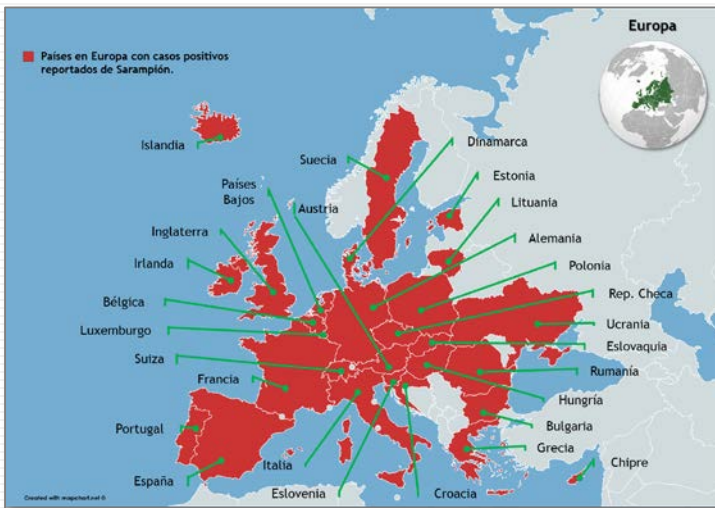 Países en Europa con casos positivos
reportados de Sarampión.
Europa
Islandia
Suecia
Dinamarca
Países
Bajos
Austria
Estonia
Lituania
Inglaterra
Alemania
Irlanda
Polonia
Bélgica
Rep. Checa
Luxemburgo
Ucrania
Eslovaquia
Suiza
Rumanía
Francia
Hungría
Portugal
Bulgaria
Grecia
España
Italia
Chipre
Eslovenia
Croacia
Created with mapchart.net ©